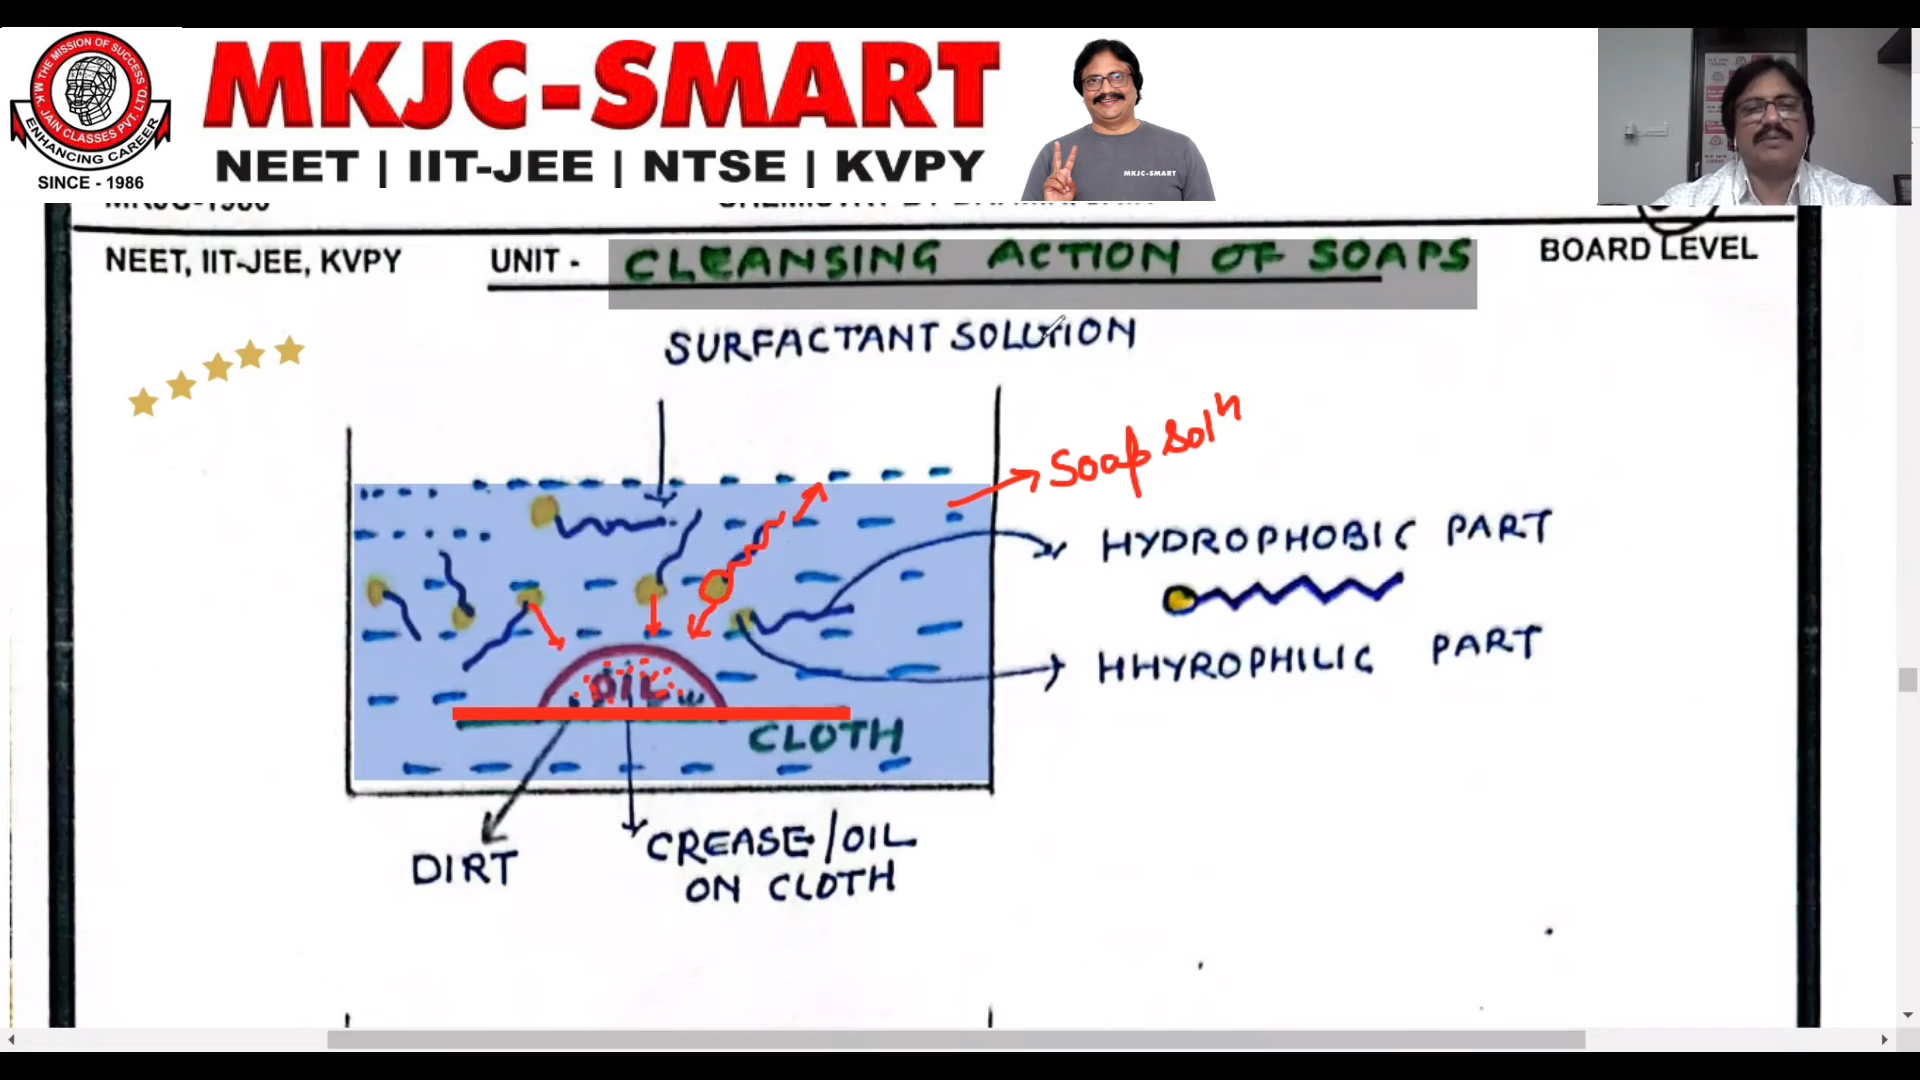 THE MISSION OF SUCCESS
M.K. JAIN CLASSES PVT. LTD.
ENHANCING CAREER
SINCE - 1986
MKJC-SMART
NEET | IIT-JEE | NTSE | KVPY
MKJC-SMART
NEET, IIT-JEE, KVPY
UNIT - CLEANSING ACTION OF SOAPS
BOARD LEVEL
SURFACTANT SOLUTION
Soap solⁿ
HYDROPHOBIC PART
HHYROPHILIC PART
OIL
CLOTH
DIRT
CREASE/OIL
ON CLOTH